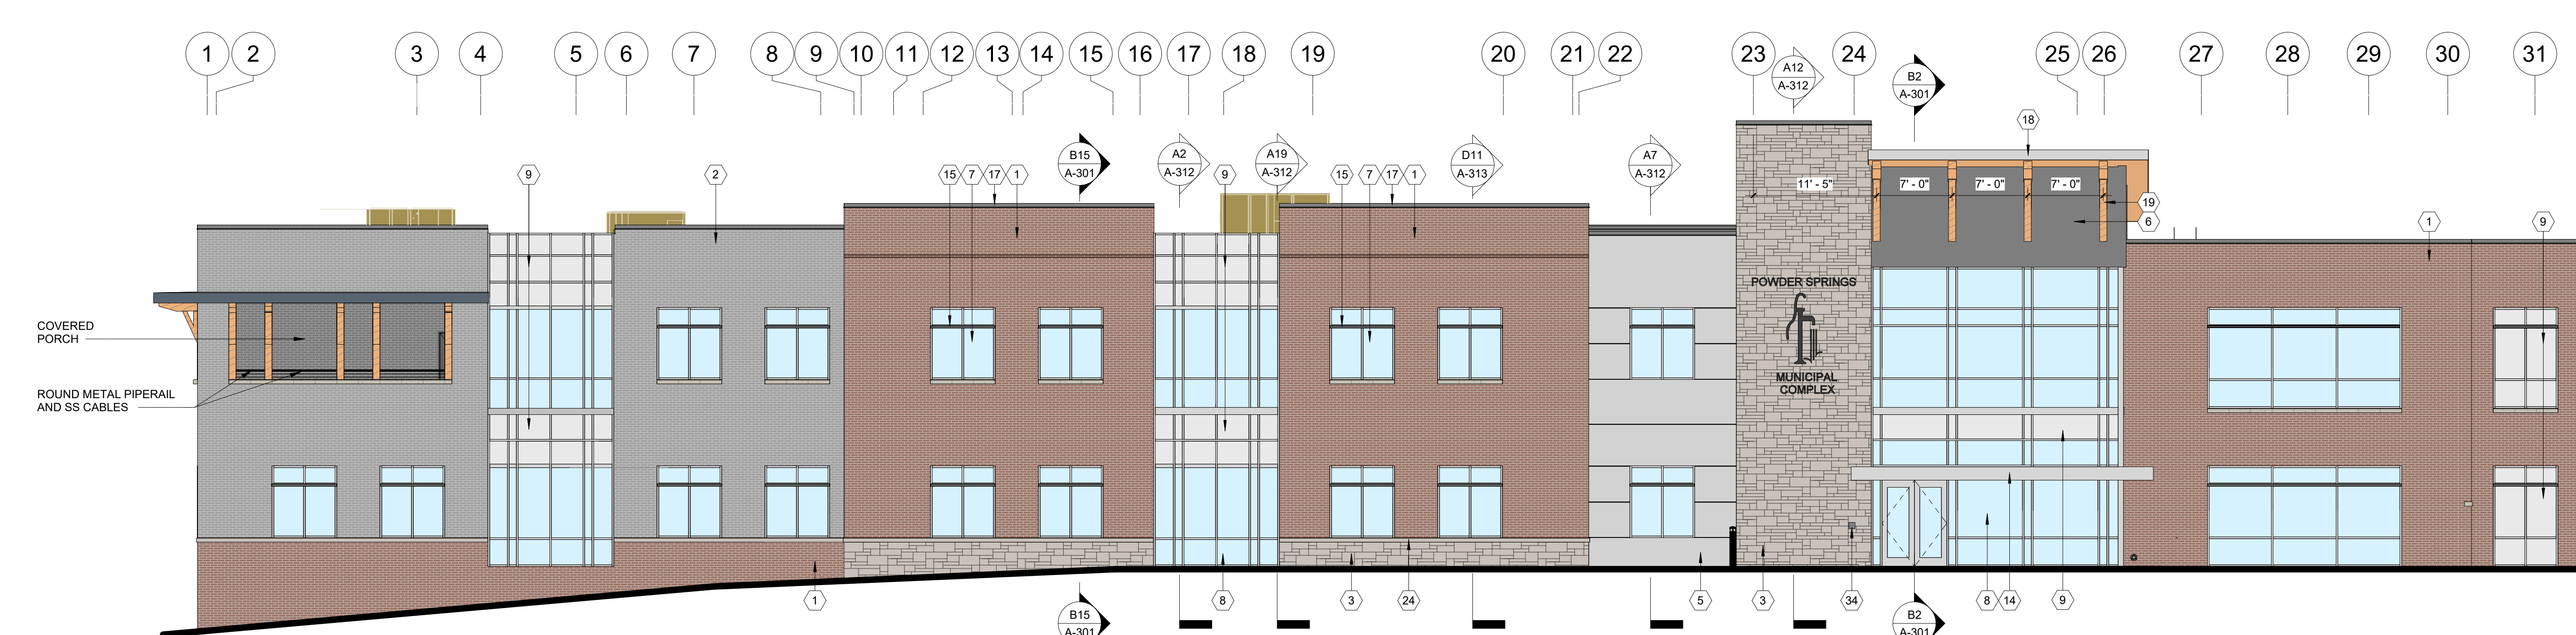 1 2 3 4 5 6 7 8 9 10 11 12 13 14 15 16 17 18 19 20 21 22 23 24 25 26 27 28 29 30 31
A12
A-312
B2
A-301
18
B15
A-301
A2
A-312
A19
A-312
D11
A-313
A7
A-312
9 2 15 7 17 1 9 15 7 17 1
11' - 5" 7' - 0" 7' - 0" 7' - 0"
19
6
1 9
POWDER SPRINGS
MUNICIPAL
COMPLEX
COVERED
PORCH
ROUND METAL PIPERAIL
AND SS CABLES
1 8 3 24 5 3 34 8 14 9
B15
A-301
B2
A-301